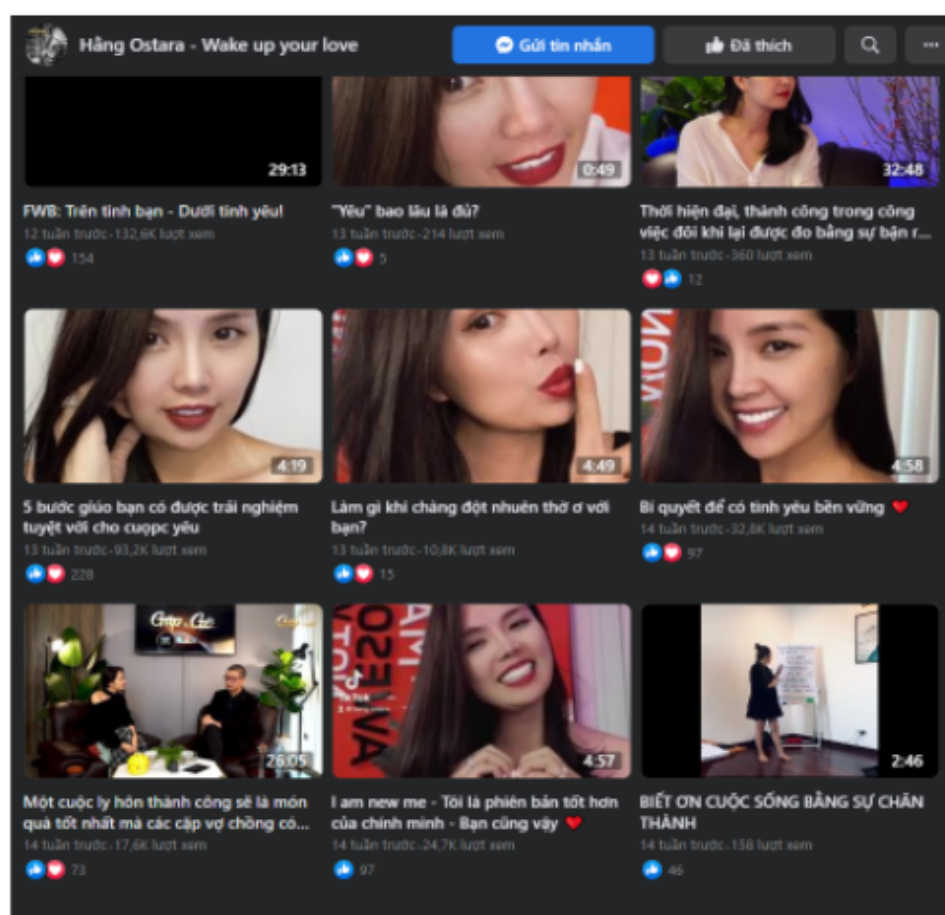 Hằng Ostara - Wake up your love
Gửi tin nhắn
Đã thích
29:13
0:49
32:48
FWB: Trên tình bạn - Dưới tình yêu!
12 tuần trước · 132,6K lượt xem
154
"Yêu" bao lâu là đủ?
13 tuần trước · 214 lượt xem
5
Thời hiện đại, thành công trong công
việc đôi khi lại được đo bằng sự bận r...
13 tuần trước · 360 lượt xem
12
4:19
4:49
4:58
5 bước giúo bạn có được trải nghiệm
tuyệt vời cho cuọpc yêu
13 tuần trước · 93,2K lượt xem
228
Làm gì khi chàng đột nhuên thờ ơ với
bạn?
13 tuần trước · 10,8K lượt xem
15
Bí quyết để có tình yêu bền vững ❤️
14 tuần trước · 32,8K lượt xem
97
26:05
TikTok
4:57
2:46
Một cuộc ly hôn thành công sẽ là món
quà tốt nhất mà các cặp vợ chồng có...
14 tuần trước · 17,6K lượt xem
73
I am new me - Tôi là phiên bản tốt hơn
của chính mình - Bạn cũng vậy ❤️
14 tuần trước · 24,7K lượt xem
97
BIẾT ƠN CUỘC SỐNG BẰNG SỰ CHÂN
THÀNH
14 tuần trước · 158 lượt xem
46